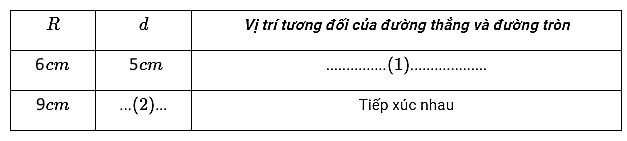 R d Vị trí tương đối của đường thẳng và đường tròn
6cm 5cm ...............(1)...................
9cm ...(2)... Tiếp xúc nhau